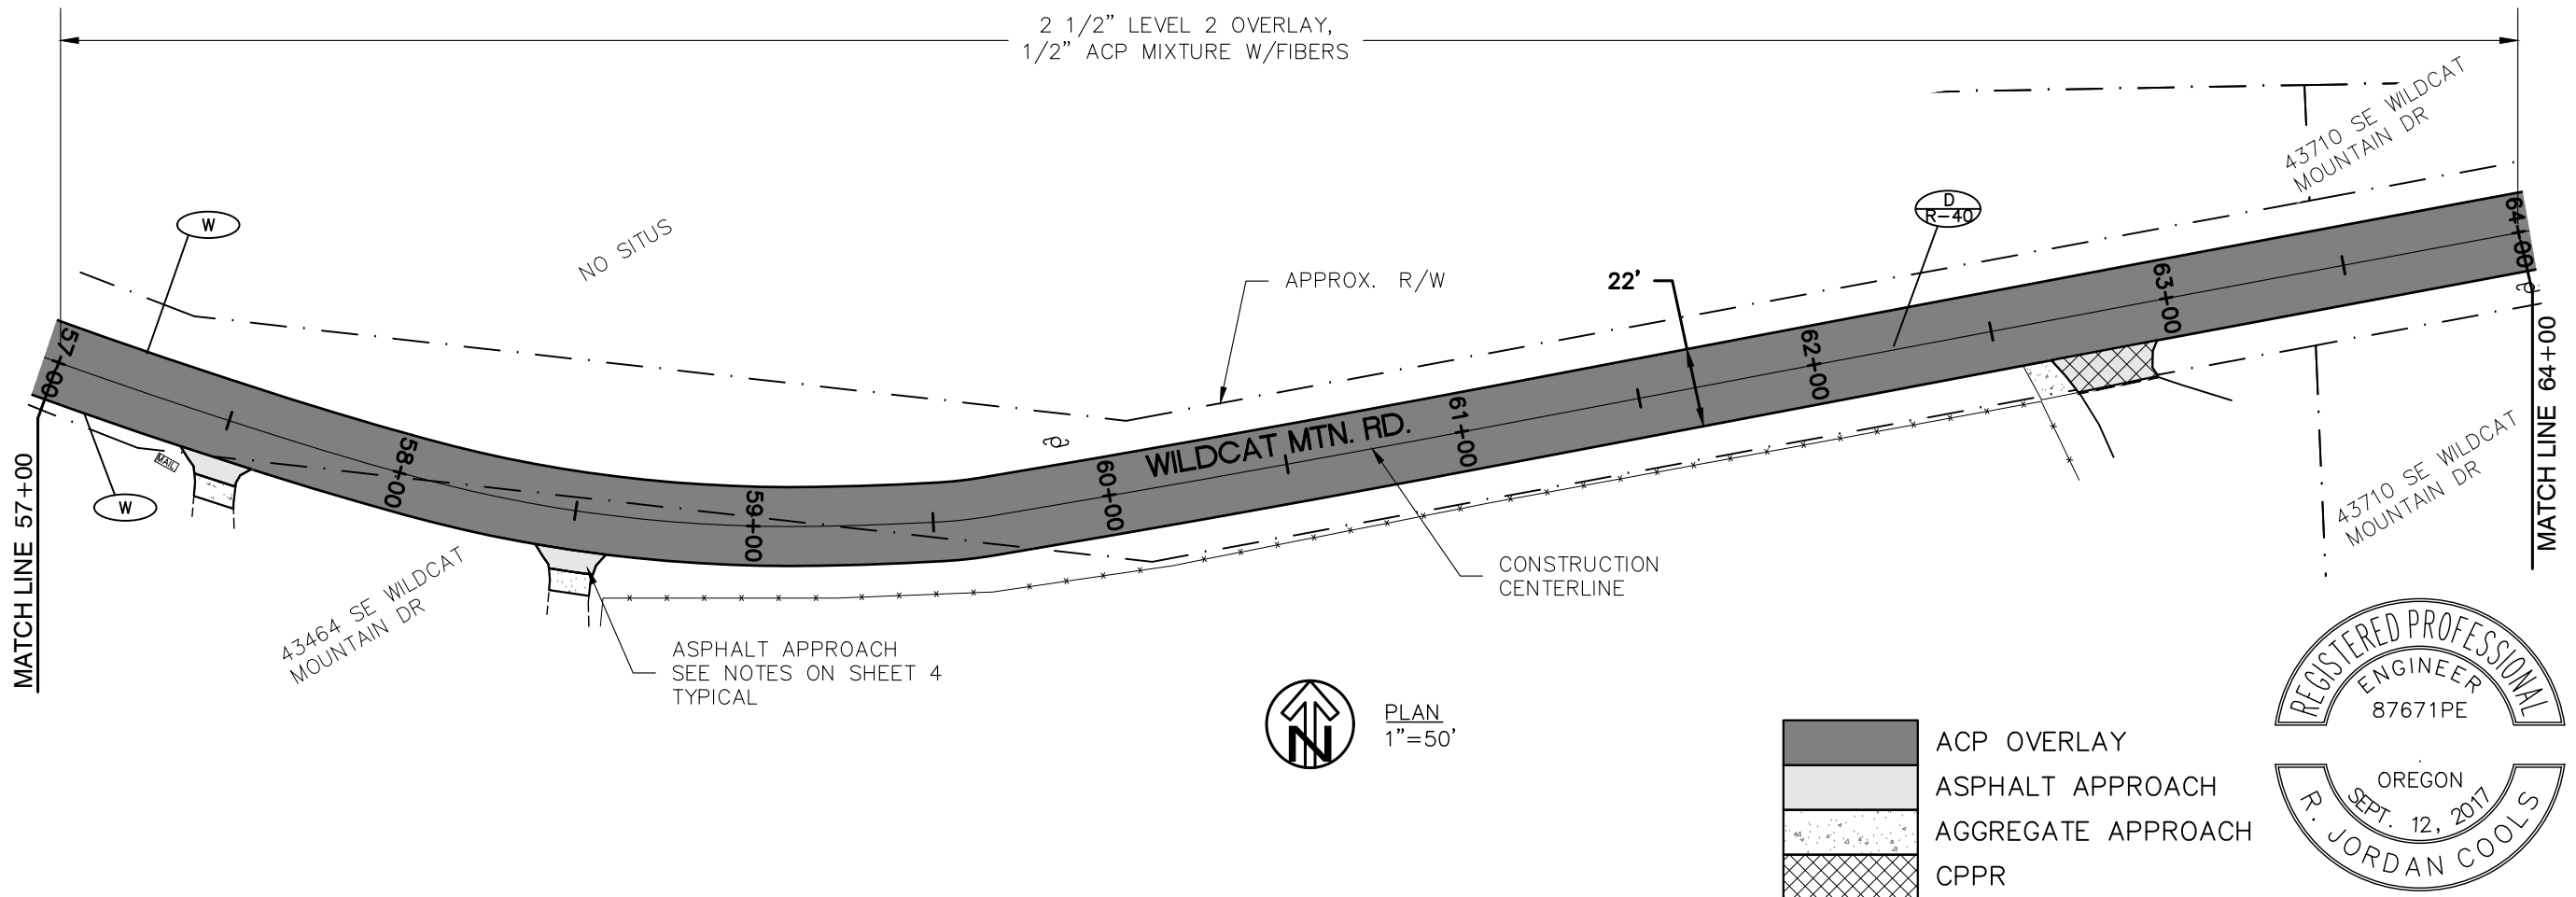 2 1/2" LEVEL 2 OVERLAY,
1/2" ACP MIXTURE W/FIBERS
W
NO SITUS
APPROX. R/W
22'
D
R-40
43710 SE WILDCAT
MOUNTAIN DR
57+00
58+00
59+00
60+00
61+00
62+00
63+00
64+00
WILDCAT MTN. RD.
MAIL
W
MATCH LINE 57+00
MATCH LINE 64+00
43464 SE WILDCAT
MOUNTAIN DR
43710 SE WILDCAT
MOUNTAIN DR
CONSTRUCTION
CENTERLINE
ASPHALT APPROACH
SEE NOTES ON SHEET 4
TYPICAL
N
PLAN
1"=50'
ACP OVERLAY
ASPHALT APPROACH
AGGREGATE APPROACH
CPPR
REGISTERED PROFESSIONAL
ENGINEER
87671PE
OREGON
SEPT. 12, 2017
R. JORDAN COOLS